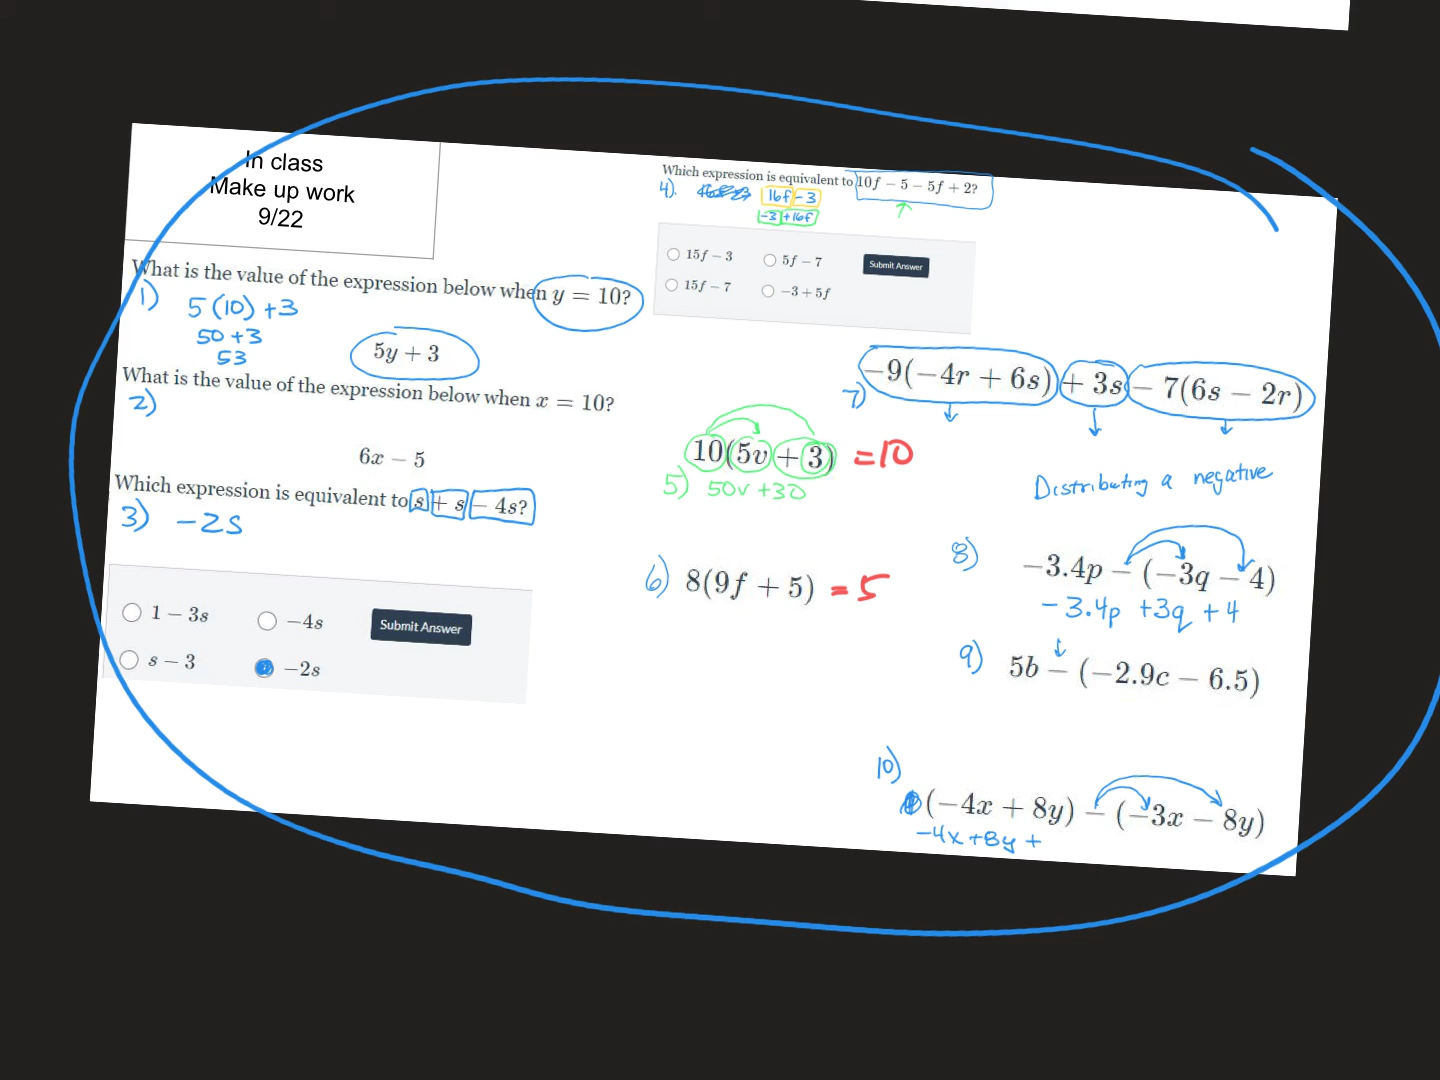 In class
Make up work
9/22
What is the value of the expression below when y = 10?
1) 5 (10) +3
50 +3
53
5y + 3
What is the value of the expression below when x = 10?
2)
6x − 5
Which expression is equivalent to s + s − 4s?
3) −2s
1 − 3s
−4s
Submit Answer
s − 3
−2s
Which expression is equivalent to 10f − 5 − 5f + 2?
4). 16f −3
−3 +16f
15f − 3
5f − 7
Submit Answer
15f − 7
−3 + 5f
7) −9(−4r + 6s) + 3s − 7(6s − 2r)
10(5v + 3) = 10
5) 50v +30
Distributing a negative
6) 8(9f + 5) = 5
8) −3.4p − (−3q − 4)
−3.4p +3q +4
9) 5b − (−2.9c − 6.5)
10)
(−4x + 8y) − (−3x − 8y)
−4x +8y +